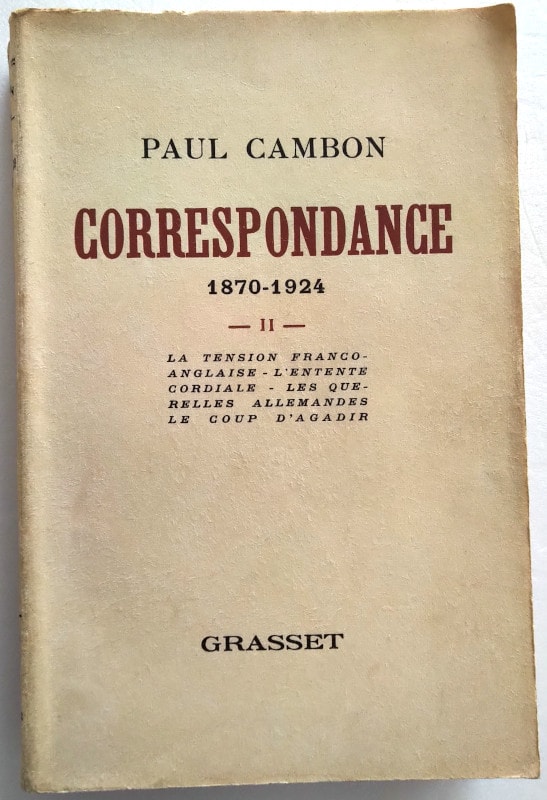 PAUL CAMBON
CORRESPONDANCE
1870-1924
— II —
LA TENSION FRANCO-
ANGLAISE - L'ENTENTE
CORDIALE - LES QUE-
RELLES ALLEMANDES
LE COUP D'AGADIR
GRASSET